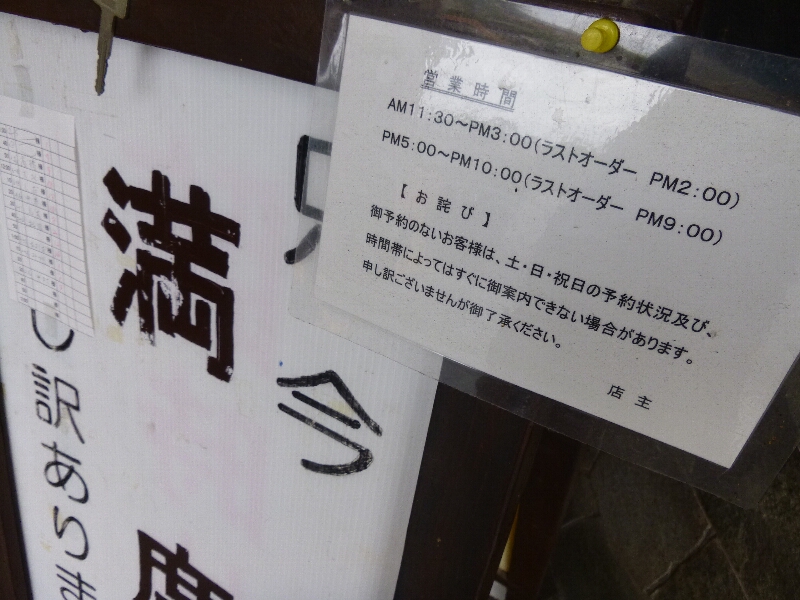 営業時間
AM11:30～PM3:00(ラストオーダー PM2:00)
PM5:00～PM10:00(ラストオーダー PM9:00)
【お詫び】
御予約のないお客様は、土・日・祝日の予約状況及び、
時間帯によってはすぐに御案内できない場合があります。
申し訳ございませんが御了承ください。
店主
今
満席
し訳ありま